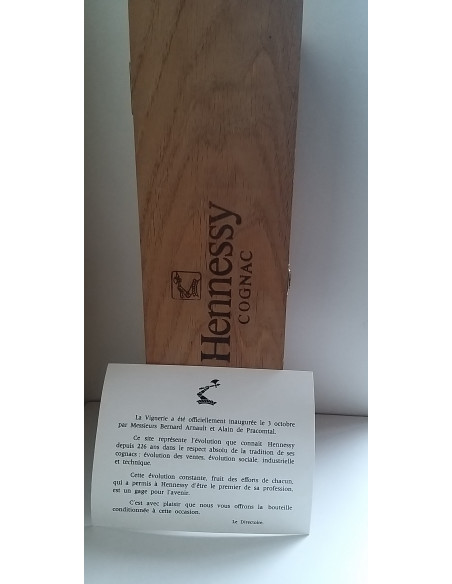 Hennessy
COGNAC
La Vignerie a été officiellement inaugurée le 3 octobre
par Messieurs Bernard Arnault et Alain de Pracomtal.
Ce site représente l'évolution que connaît Hennessy
depuis 226 ans dans le respect absolu de la tradition de ses
cognacs : évolution des ventes, évolution sociale, industrielle
et technique.
Cette évolution constante, fruit des efforts de chacun,
qui a permis à Hennessy d'être le premier de sa profession,
est un gage pour l'avenir.
C'est avec plaisir que nous vous offrons la bouteille
conditionnée à cette occasion.
Le Directoire.